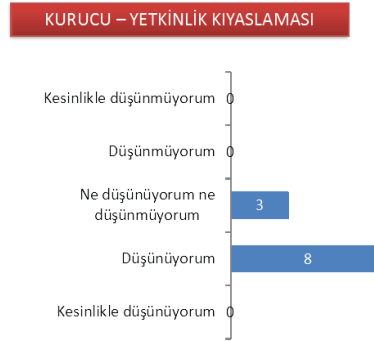 KURUCU – YETKİNLİK KIYASLAMASI
Kesinlikle düşünmüyorum 0
Düşünmüyorum 0
Ne düşünüyorum ne
düşünmüyorum 3
Düşünüyorum 8
Kesinlikle düşünüyorum 0